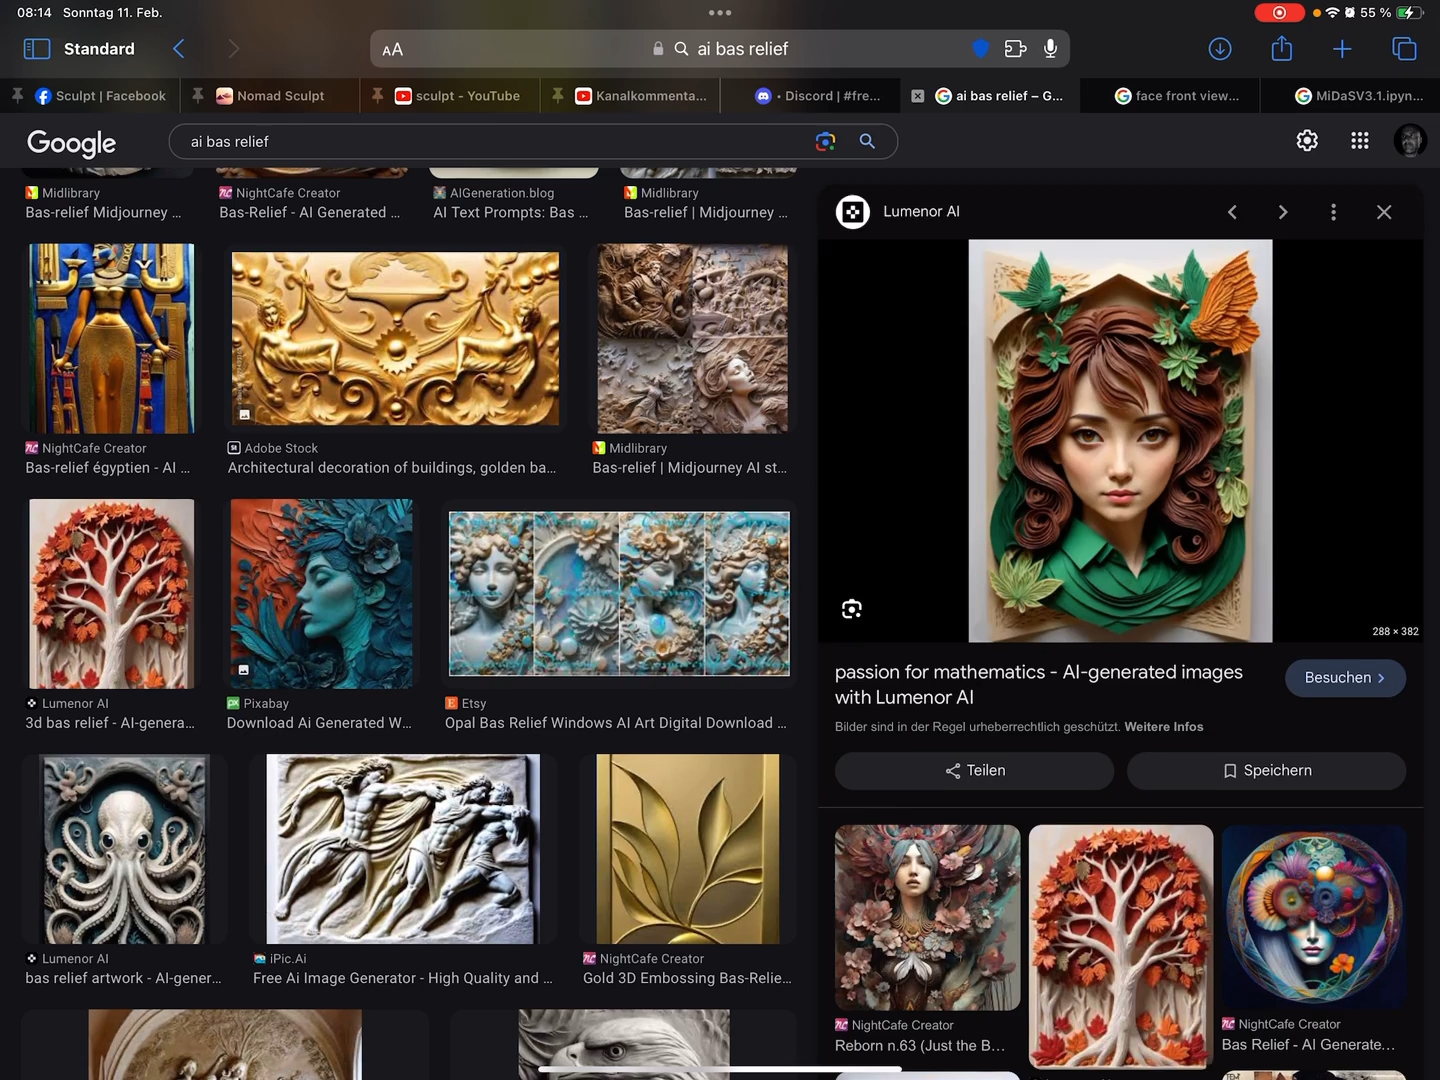 08:14 Sonntag 11. Feb.
55 %
Standard
AA
ai bas relief
Sculpt | Facebook
Nomad Sculpt
sculpt - YouTube
Kanalkommenta...
• Discord | #fre...
ai bas relief – G...
face front view...
MiDaSV3.1.ipyn...
Google
ai bas relief
Midlibrary
Bas-relief Midjourney ...
NightCafe Creator
Bas-Relief - AI Generated ...
AIGeneration.blog
AI Text Prompts: Bas ...
Midlibrary
Bas-relief | Midjourney ...
Lumenor AI
NightCafe Creator
Bas-relief égyptien - AI ...
Adobe Stock
Architectural decoration of buildings, golden ba...
Midlibrary
Bas-relief | Midjourney AI st...
Lumenor AI
3d bas relief - AI-genera...
Pixabay
Download Ai Generated W...
Etsy
Opal Bas Relief Windows AI Art Digital Download ...
288 × 382
passion for mathematics - AI-generated images
with Lumenor AI
Besuchen
Bilder sind in der Regel urheberrechtlich geschützt. Weitere Infos
Teilen
Speichern
Lumenor AI
bas relief artwork - AI-gener...
iPic.Ai
Free Ai Image Generator - High Quality and ...
NightCafe Creator
Gold 3D Embossing Bas-Relie...
NightCafe Creator
Reborn n.63 (Just the B...
NightCafe Creator
Bas Relief - AI Generate...